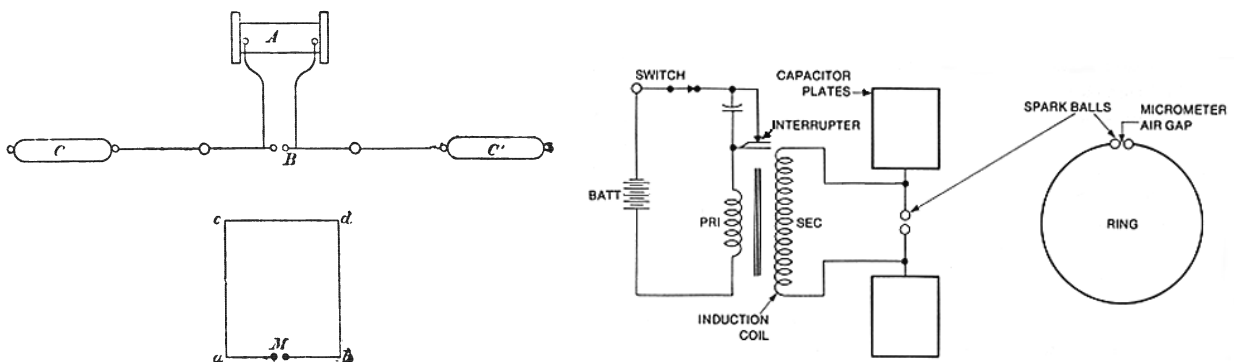 A
C
B
C'
c
d
M
a
b
SWITCH
CAPACITOR
PLATES
SPARK BALLS
MICROMETER
AIR GAP
INTERRUPTER
BATT
PRI
SEC
RING
INDUCTION
COIL